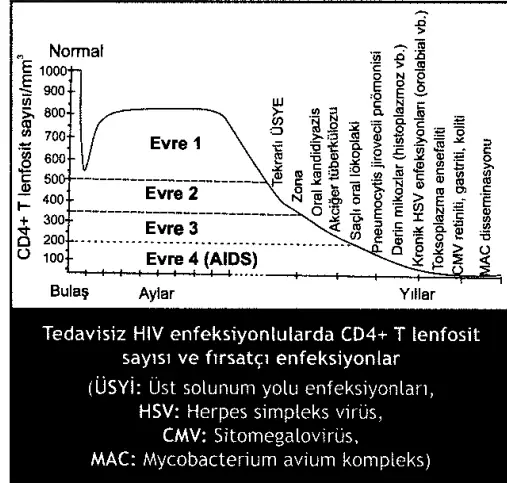 Normal
CD4+ T lenfosit sayısı/mm³
1000
900
800
700
600
500
400
300
200
100
Evre 1
Evre 2
Evre 3
Evre 4 (AIDS)
Tekrarlı ÜSYE
Zona
Oral kandidiyazis
Akciğer tüberkülozu
Saçlı oral lökoplaki
Pneumocytis jirovecii pnömonisi
Derin mikozlar (histoplazmoz vb.)
Kronik HSV enfeksiyonları (orolabial vb.)
Toksoplazma ensefaliti
CMV retiniti, gastriti, koliti
MAC disseminasyonu
Bulaş
Aylar
Yıllar
Tedavisiz HIV enfeksiyonlularda CD4+ T lenfosit
sayısı ve fırsatçı enfeksiyonlar
(ÜSYİ: Üst solunum yolu enfeksiyonları,
HSV: Herpes simpleks virüs,
CMV: Sitomegalovirüs,
MAC: Mycobacterium avium kompleks)